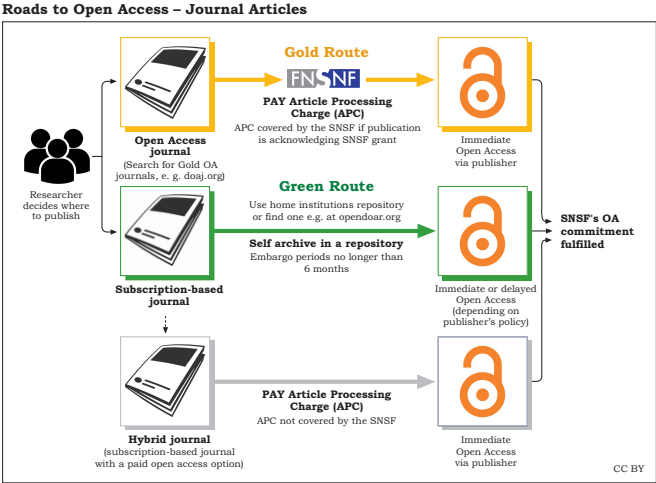 Roads to Open Access – Journal Articles
Gold Route
FNSNF
PAY Article Processing
Charge (APC)
APC covered by the SNSF if publication
is acknowledging SNSF grant
Open Access
journal
(Search for Gold OA
journals, e. g. doaj.org)
Immediate
Open Access
via publisher
Researcher
decides where
to publish
Green Route
Use home institutions repository
or find one e.g. at opendoar.org
Self archive in a repository
Embargo periods no longer than
6 months
Subscription-based
journal
Immediate or delayed
Open Access
(depending on
publisher's policy)
SNSF's OA
commitment
fulfilled
PAY Article Processing
Charge (APC)
APC not covered by the SNSF
Hybrid journal
(subscription-based journal
with a paid open access option)
Immediate
Open Access
via publisher
CC BY